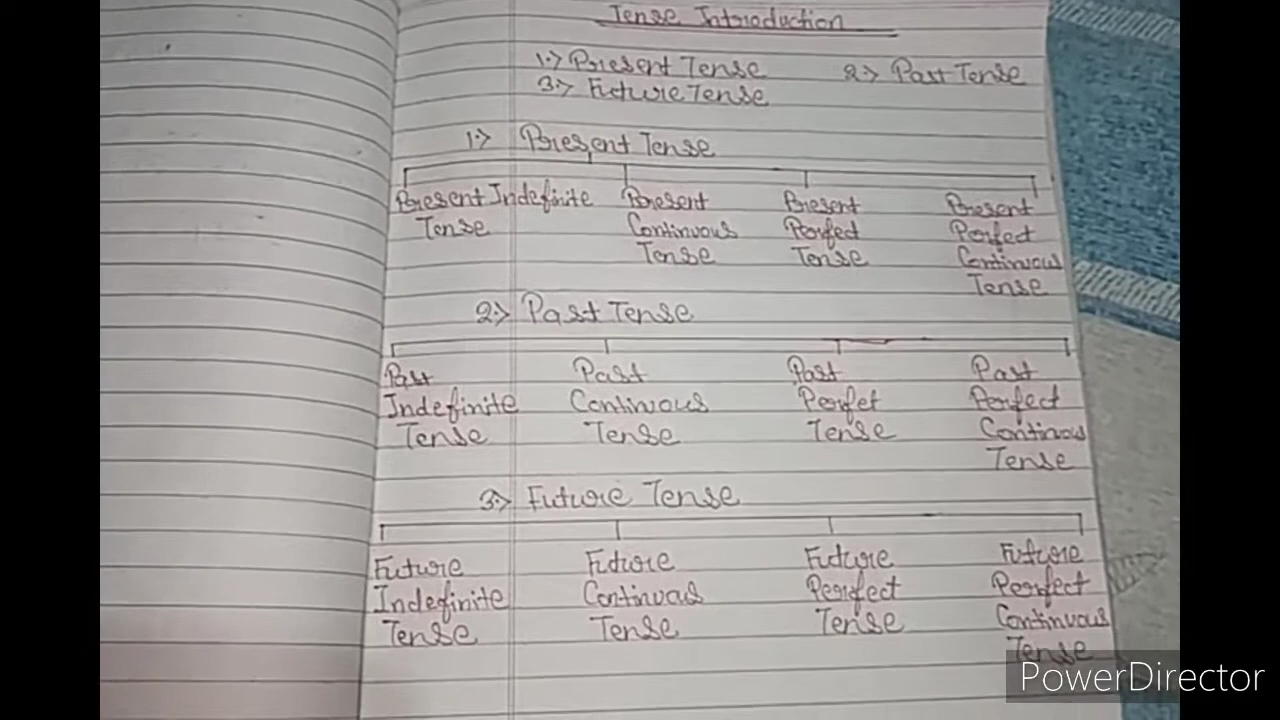 Tense Introduction
1.> Present Tense 2.> Past Tense
3.> Future Tense
1.> Present Tense
Present Indefinite Present Present Present
Tense Continuous Perfect Perfect
Tense Tense Continuous
Tense
2.> Past Tense
Past Past Past Past
Indefinite Continuous Perfet Perfect
Tense Tense Tense Continuous
Tense
3.> Future Tense
Future Future Future Future
Indefinite Continuous Perfect Perfect
Tense Tense Tense Continuous
Tense
PowerDirector